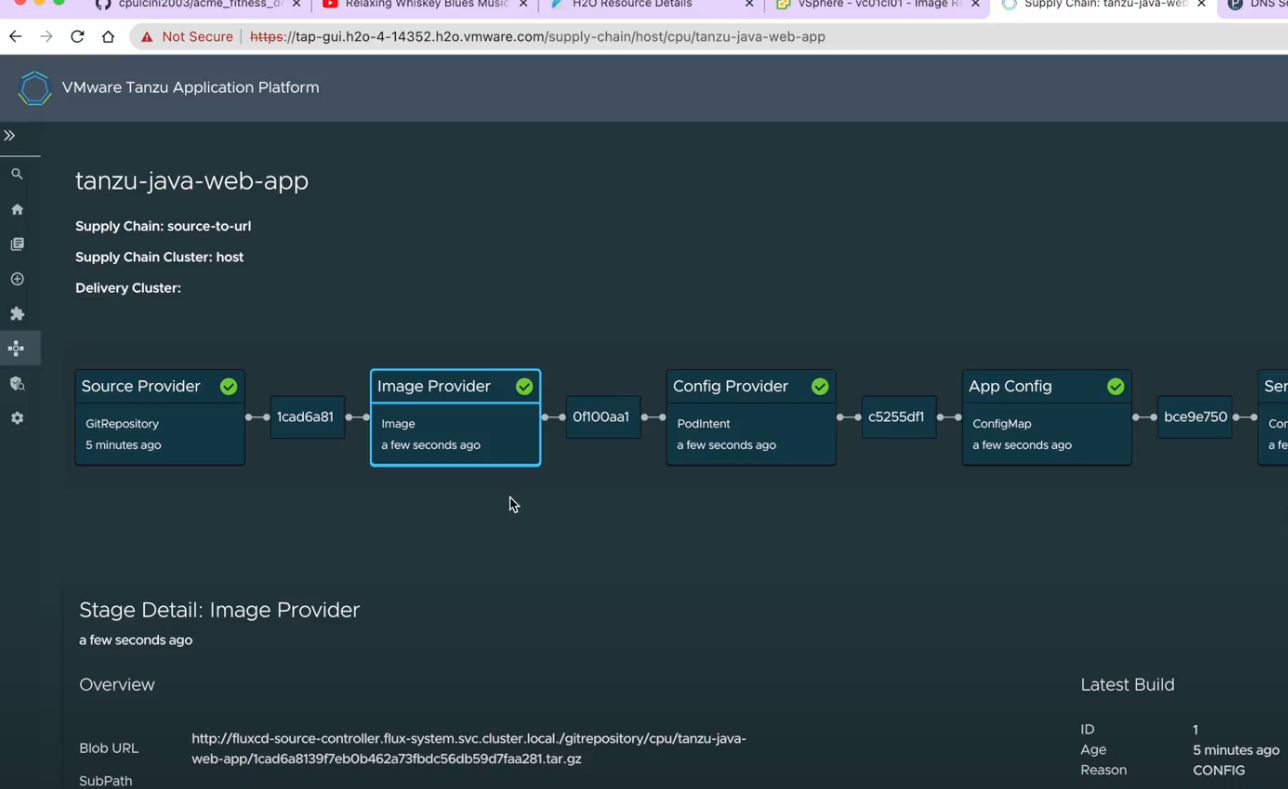 cpulcini2003/acme_fitness_d
Relaxing Whiskey Blues Music
H2O Resource Details
vSphere - vc01cl01 - Image R
Supply Chain: tanzu-java-web
DNS Se
Not Secure | https://tap-gui.h2o-4-14352.h2o.vmware.com/supply-chain/host/cpu/tanzu-java-web-app
VMware Tanzu Application Platform
tanzu-java-web-app
Supply Chain: source-to-url
Supply Chain Cluster: host
Delivery Cluster:
Source Provider
GitRepository
5 minutes ago
1cad6a81
Image Provider
Image
a few seconds ago
0f100aa1
Config Provider
PodIntent
a few seconds ago
c5255df1
App Config
ConfigMap
a few seconds ago
bce9e750
Ser
Cor
a fe
Stage Detail: Image Provider
a few seconds ago
Overview
Blob URL
http://fluxcd-source-controller.flux-system.svc.cluster.local./gitrepository/cpu/tanzu-java-
web-app/1cad6a8139f7eb0b462a73fbdc56db59d7faa281.tar.gz
SubPath
Latest Build
ID 1
Age 5 minutes ago
Reason CONFIG